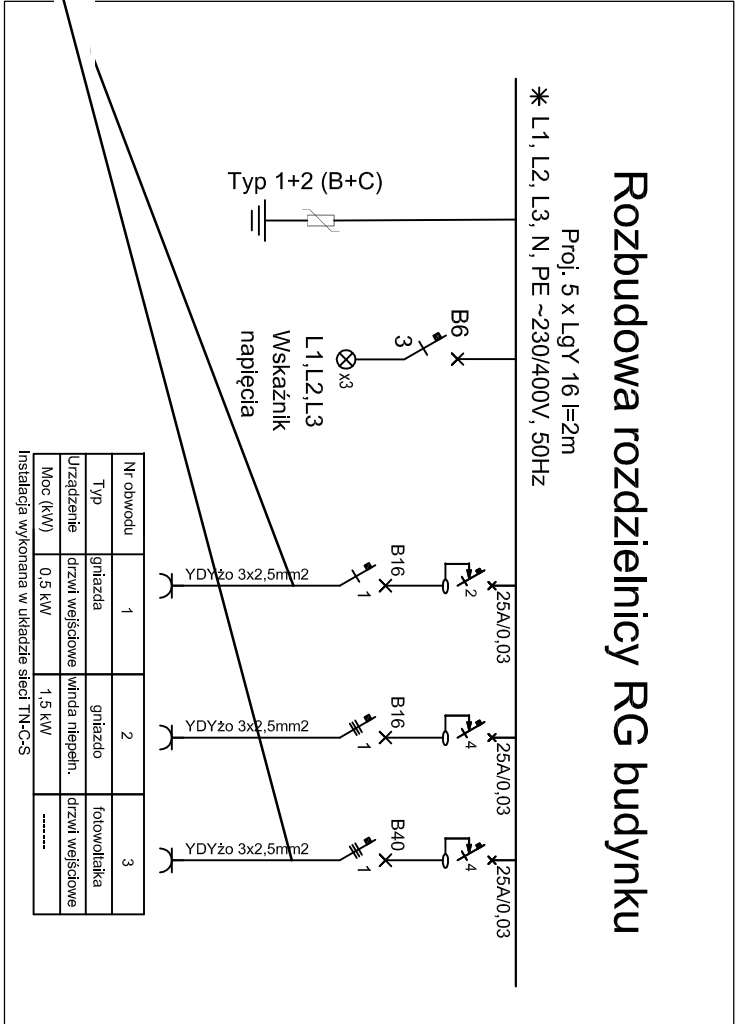 Rozbudowa rozdzielnicy RG budynku
Proj. 5 x LgY 16 l=2m
* L1, L2, L3, N, PE ~230/400V, 50Hz
Typ 1+2 (B+C)
B6
3
x3
L1,L2,L3
Wskaźnik
napięcia
25A/0,03
2
B16
1
YDYżo 3x2,5mm2
25A/0,03
4
B16
1
YDYżo 3x2,5mm2
25A/0,03
4
B40
1
YDYżo 3x2,5mm2
Nr obwodu 1 2 3
Typ gniazda gniazdo fotowoltaika
Urządzenie drzwi wejściowe winda niepełn. drzwi wejściowe
Moc (kW) 0,5 kW 1,5 kW ------
Instalacja wykonana w układzie sieci TN-C-S